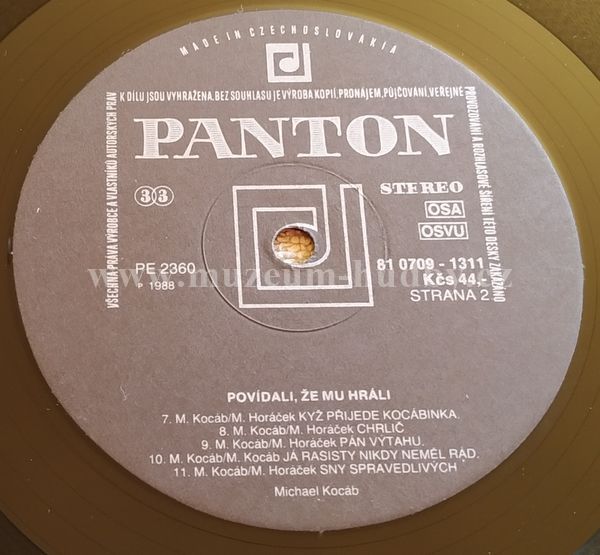 MADE IN CZECHOSLOVAKIA
VŠECHNA PRÁVA VÝROBCE A VLASTNÍKŮ AUTORSKÝCH PRÁV
K DÍLU JSOU VYHRAŽENA. BEZ SOUHLASU JE VÝROBA KOPIÍ, PRONÁJEM, PŮJČOVÁNÍ, VEŘEJNÉ
PROVOZOVÁNÍ A ROZHLASOVÉ ŠÍŘENÍ TÉTO DESKY ZAKÁZÁNO
PANTON
33
STEREO
OSA
OSVU
PE 2360
P 1988
81 0709 - 1311
Kčs 44,-
STRANA 2
www.muzeum-hudby.cz
POVÍDALI, ŽE MU HRÁLI
7. M. Kocáb/M. Horáček KYŽ PŘIJEDE KOCÁBINKA.
8. M. Kocáb/M. Horáček CHRLIČ
9. M. Kocáb/M. Horáček PÁN VÝTAHU.
10. M. Kocáb/M. Kocáb JÁ RASISTY NIKDY NEMĚL RÁD.
11. M. Kocáb/M. Horáček SNY SPRAVEDLIVÝCH
Michael Kocáb